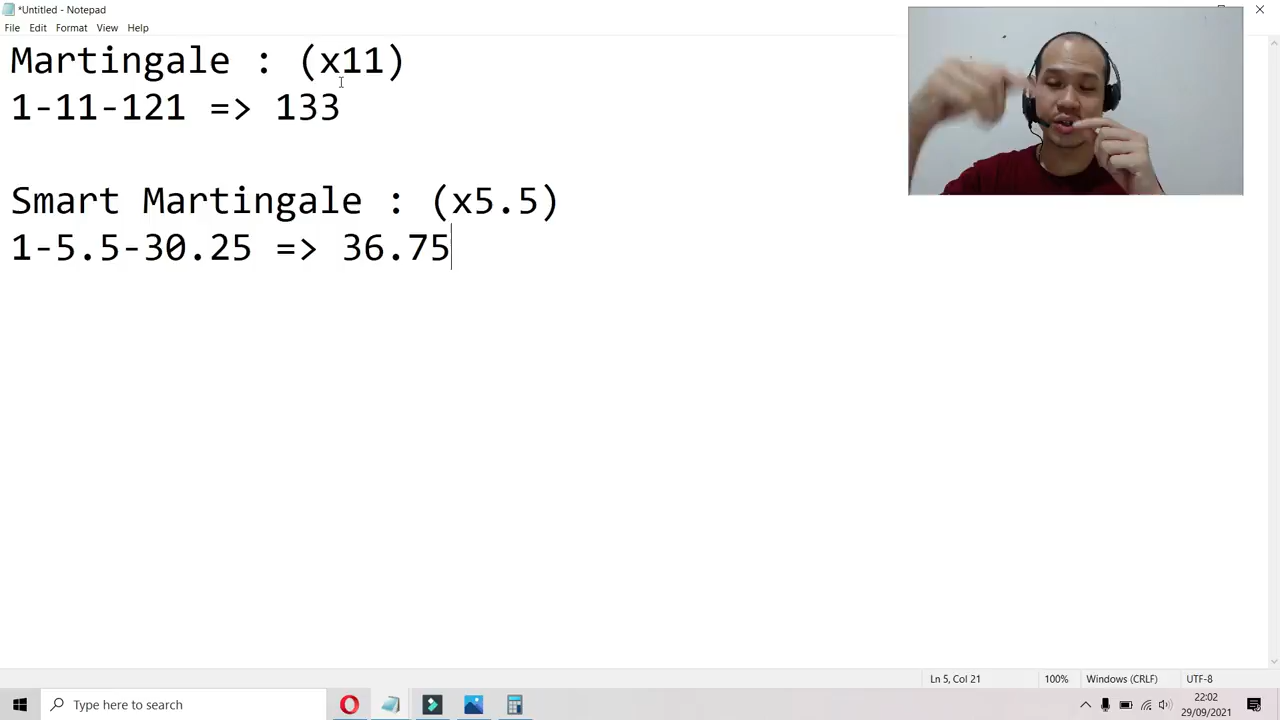 *Untitled - Notepad
File Edit Format View Help
Martingale : (x11)
1-11-121 => 133
Smart Martingale : (x5.5)
1-5.5-30.25 => 36.75
Ln 5, Col 21 100% Windows (CRLF) UTF-8
Type here to search
22:02
29/09/2021